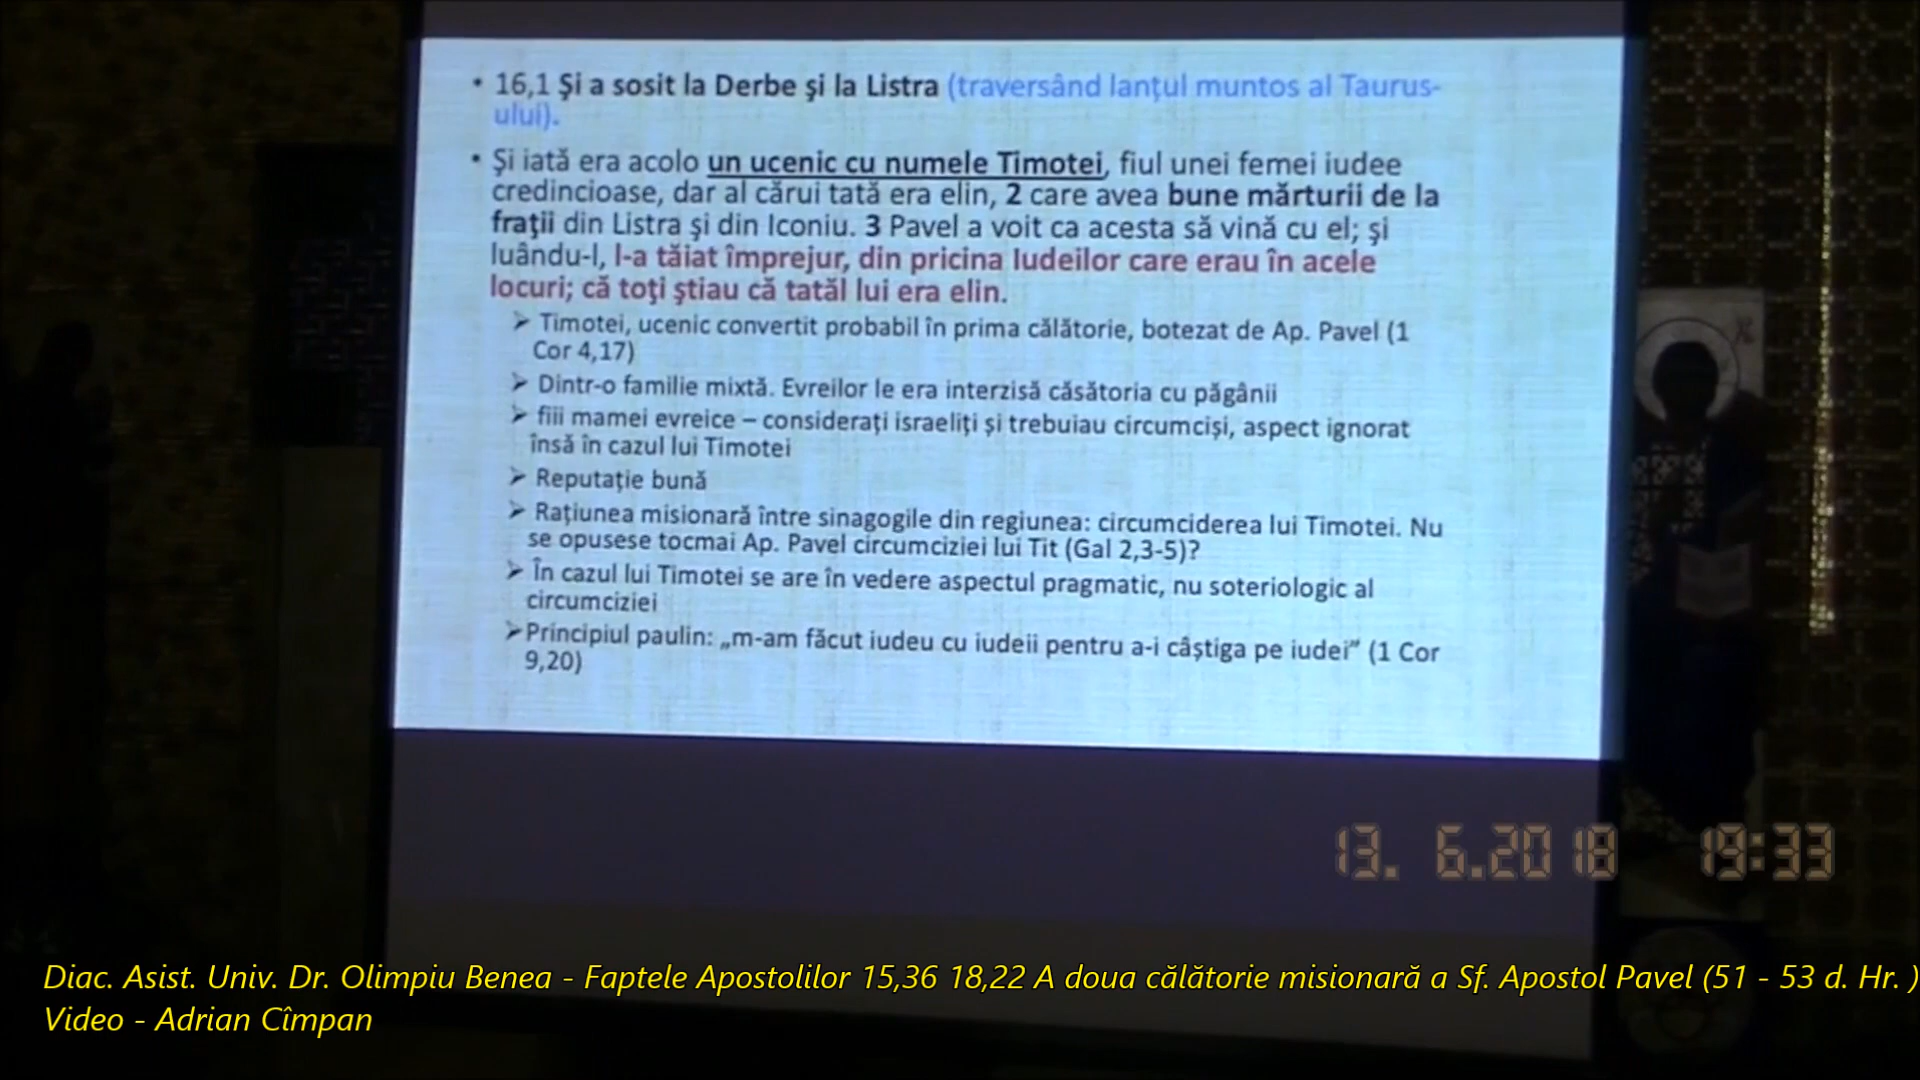 • 16,1 Şi a sosit la Derbe şi la Listra (traversând lanţul muntos al Taurus-
ului).
• Şi iată era acolo un ucenic cu numele Timotei, fiul unei femei iudee
credincioase, dar al cărui tată era elin, 2 care avea bune mărturii de la
fraţii din Listra şi din Iconiu. 3 Pavel a voit ca acesta să vină cu el; şi
luându-l, l-a tăiat împrejur, din pricina Iudeilor care erau în acele
locuri; că toţi ştiau că tatăl lui era elin.
➢ Timotei, ucenic convertit probabil în prima călătorie, botezat de Ap. Pavel (1
Cor 4,17)
➢ Dintr-o familie mixtă. Evreilor le era interzisă căsătoria cu păgânii
➢ fiii mamei evreice – considerați israeliți și trebuiau circumciși, aspect ignorat
însă în cazul lui Timotei
➢ Reputație bună
➢ Rațiunea misionară între sinagogile din regiunea: circumciderea lui Timotei. Nu
se opusese tocmai Ap. Pavel circumciziei lui Tit (Gal 2,3-5)?
➢ În cazul lui Timotei se are în vedere aspectul pragmatic, nu soteriologic al
circumciziei
➢ Principiul paulin: „m-am făcut iudeu cu iudeii pentru a-i câștiga pe iudei” (1 Cor
9,20)
13. 6.2018 19:33
Diac. Asist. Univ. Dr. Olimpiu Benea - Faptele Apostolilor 15,36 18,22 A doua călătorie misionară a Sf. Apostol Pavel (51 - 53 d. Hr. )
Video - Adrian Cîmpan